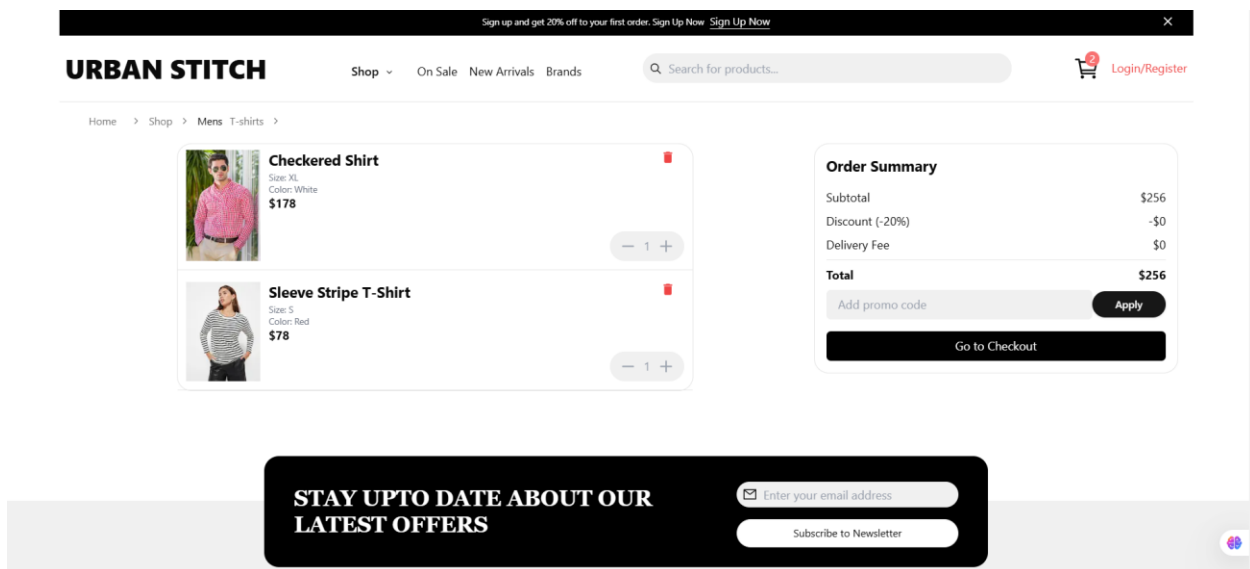 Sign up and get 20% off to your first order. Sign Up Now Sign Up Now
URBAN STITCH
Shop On Sale New Arrivals Brands
Search for products...
2
Login/Register
Home > Shop > Mens T-shirts >
Checkered Shirt
Size: XL
Color: White
$178
1
Sleeve Stripe T-Shirt
Size: S
Color: Red
$78
1
Order Summary
Subtotal $256
Discount (-20%) -$0
Delivery Fee $0
Total $256
Add promo code Apply
Go to Checkout
STAY UPTO DATE ABOUT OUR
LATEST OFFERS
Enter your email address
Subscribe to Newsletter